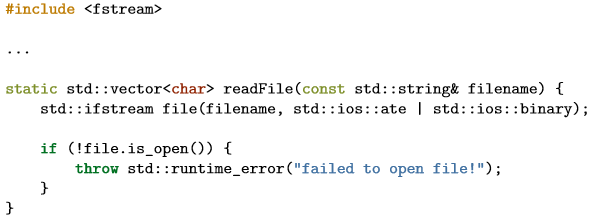 #include <fstream>
...
static std::vector<char> readFile(const std::string& filename) {
    std::ifstream file(filename, std::ios::ate | std::ios::binary);
    if (!file.is_open()) {
        throw std::runtime_error("failed to open file!");
    }
}